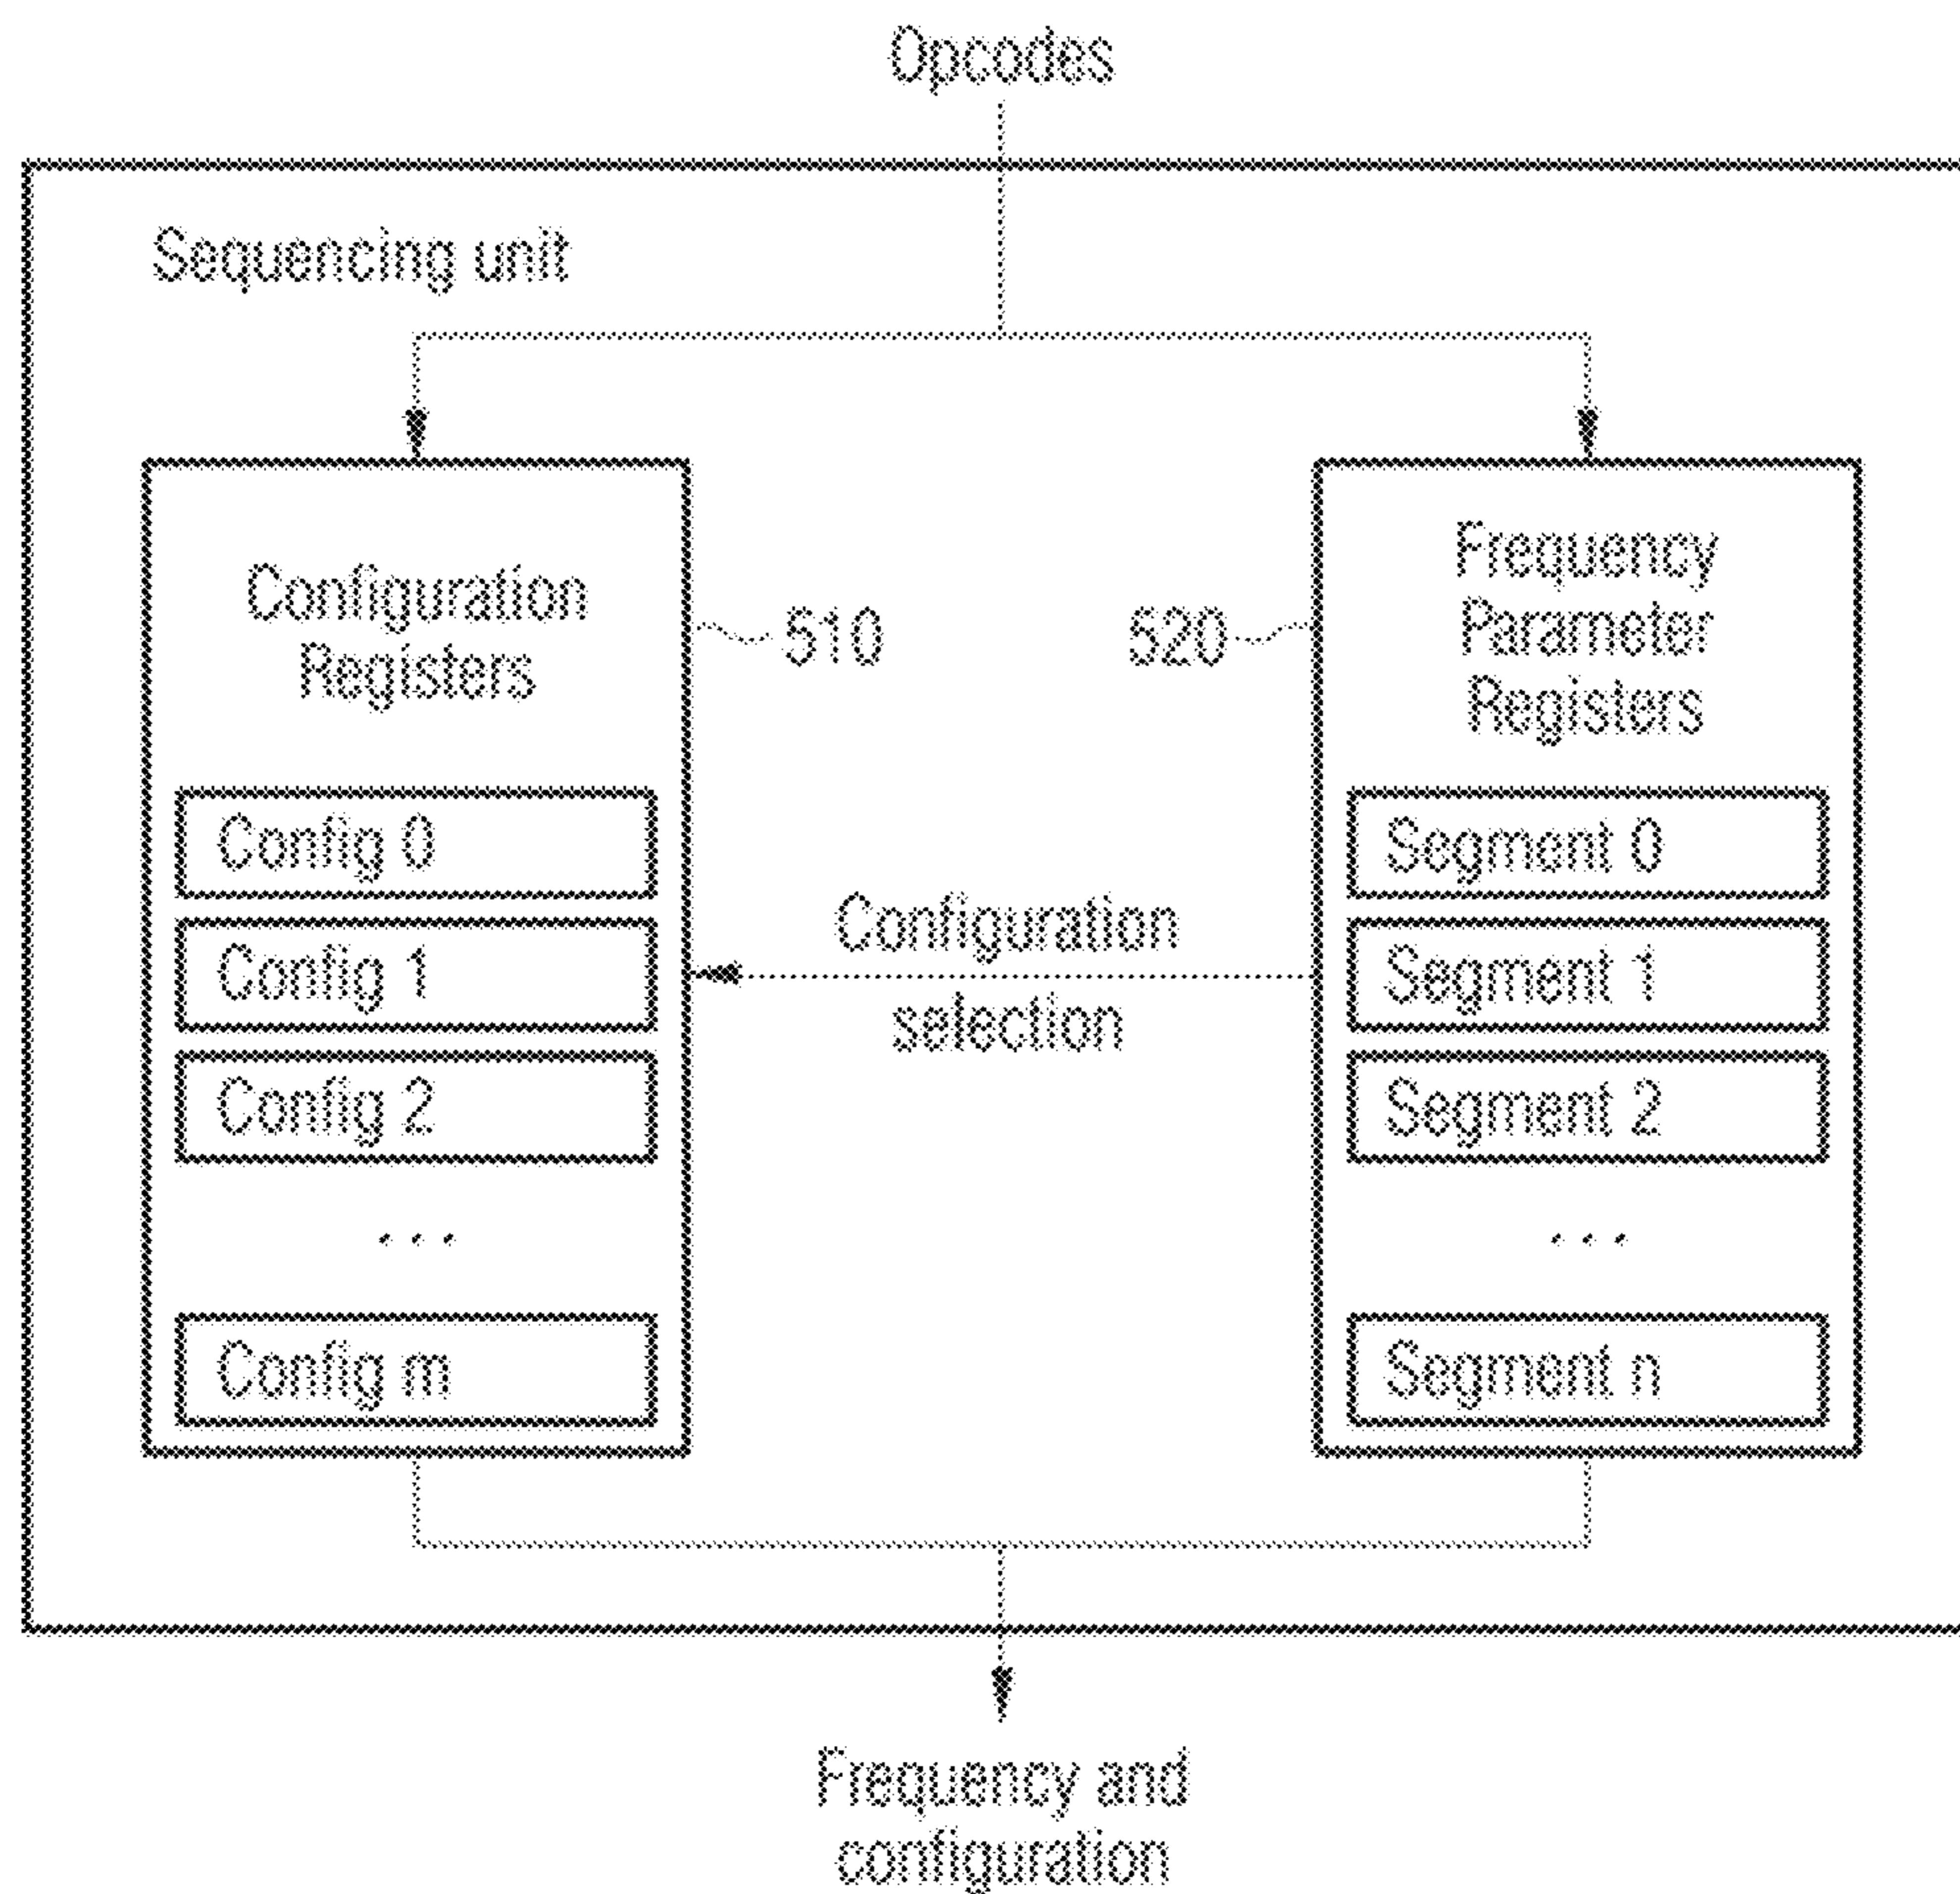 Opcodes
Sequencing unit
Configuration
Registers
510
520
Frequency
Parameter
Registers
Config 0
Config 1
Config 2
...
Config m
Configuration
selection
Segment 0
Segment 1
Segment 2
...
Segment n
Frequency and
configuration